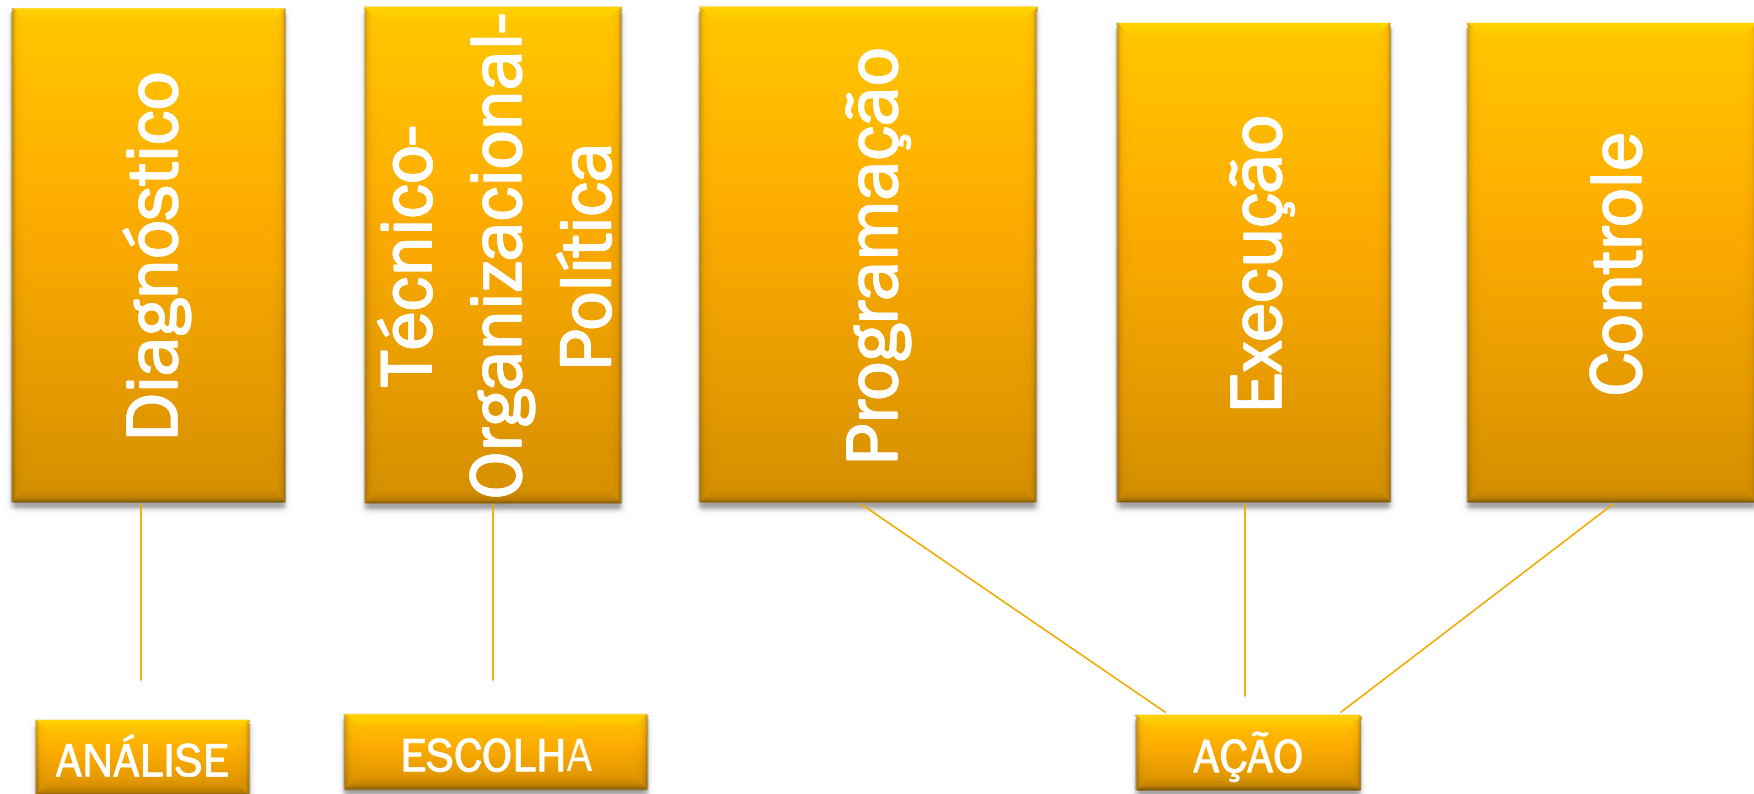 Diagnóstico
Técnico-
Organizacional-
Política
Programação
Execução
Controle
ANÁLISE
ESCOLHA
AÇÃO